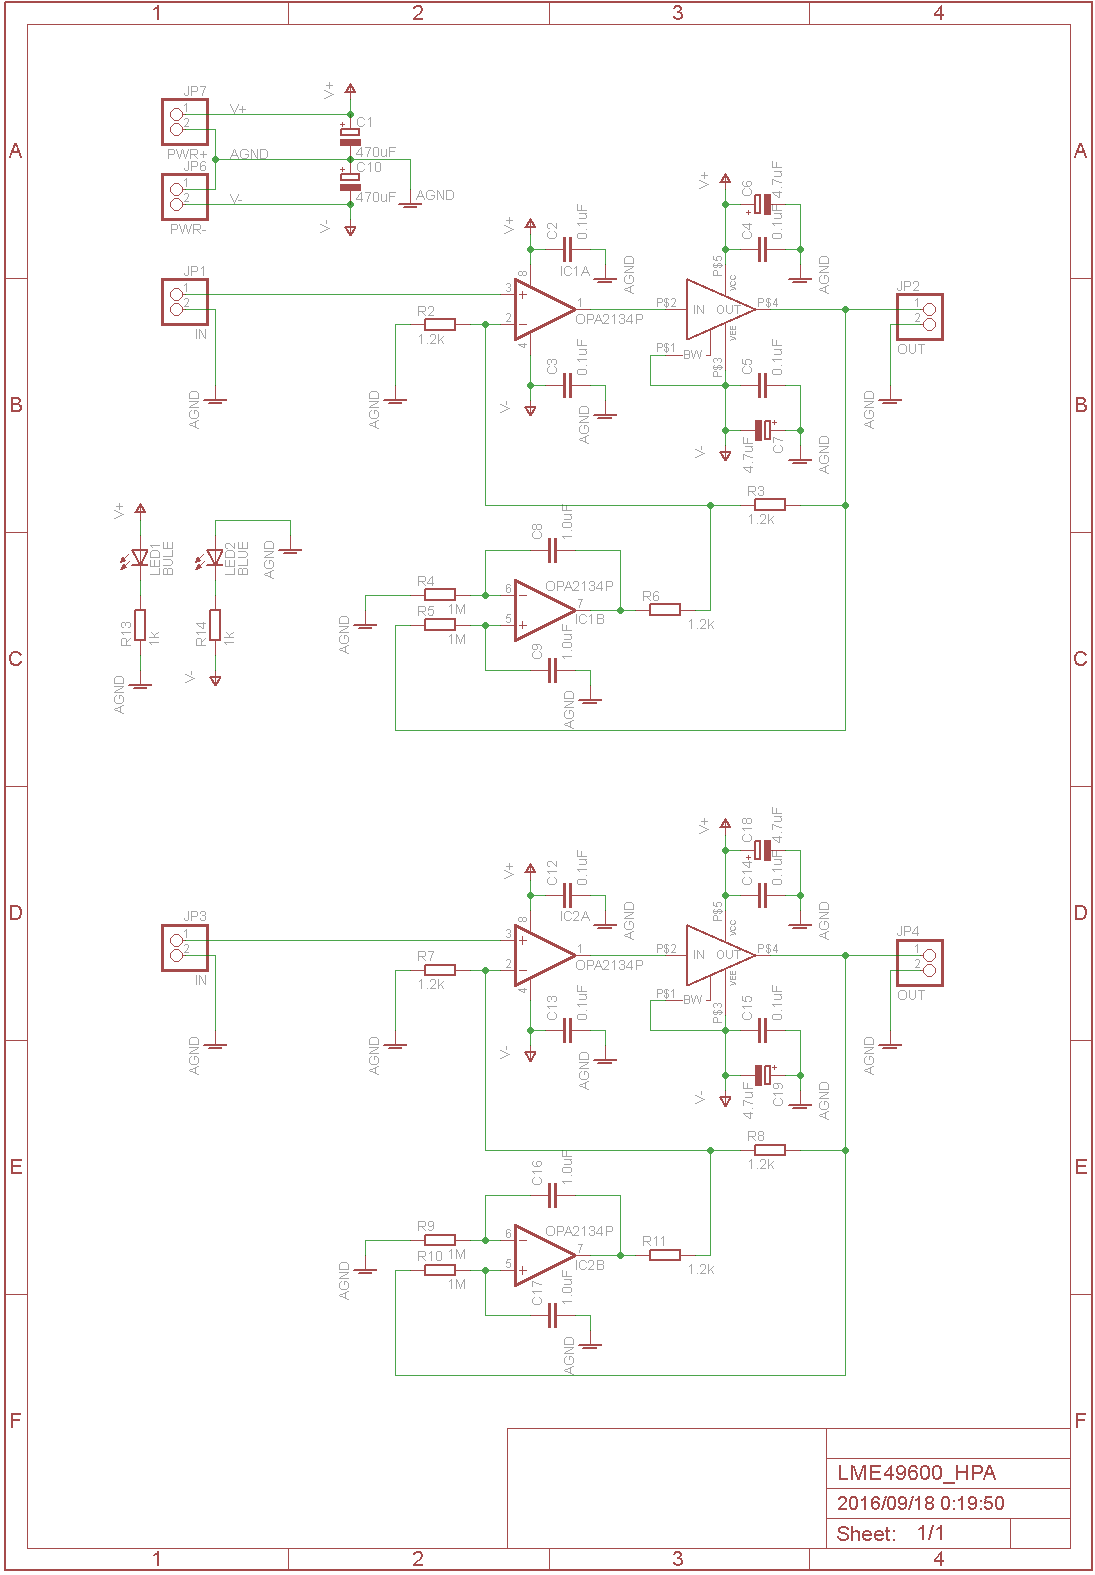 1 2 3 4
A A
B B
C C
D D
E E
F F
JP7
1
2
PWR+
V+
AGND
JP6
1
2
PWR-
V-
V+
C1
470uF
C10
470uF
V-
AGND
JP1
1
2
IN
AGND
R2
1.2k
AGND
V+
C2
0.1uF
AGND
IC1A
8
3
2
1
4
OPA2134P
C3
0.1uF
V-
AGND
V+
C6
4.7uF
C4
0.1uF
AGND
P$5
VCC
P$2
IN OUT
P$4
VEE
P$1
BW
P$3
C5
0.1uF
V-
4.7uF
C7
AGND
JP2
1
2
OUT
AGND
R3
1.2k
V+
LED1
BULE
R13
1k
AGND
LED2
BLUE
AGND
R14
1k
V-
C8
1.0uF
R4
1M
R5
1M
AGND
6
5
7
OPA2134P
IC1B
R6
1.2k
C9
1.0uF
AGND
JP3
1
2
IN
AGND
R7
1.2k
AGND
V+
C12
0.1uF
AGND
IC2A
8
3
2
1
4
OPA2134P
C13
0.1uF
V-
AGND
V+
C18
4.7uF
C14
0.1uF
AGND
P$5
VCC
P$2
IN OUT
P$4
VEE
P$1
BW
P$3
C15
0.1uF
V-
4.7uF
C19
AGND
JP4
1
2
OUT
AGND
R8
1.2k
C16
1.0uF
R9
1M
R10
1M
AGND
6
5
7
OPA2134P
IC2B
R11
1.2k
C17
1.0uF
AGND
LME49600_HPA
2016/09/18 0:19:50
Sheet: 1/1
1 2 3 4